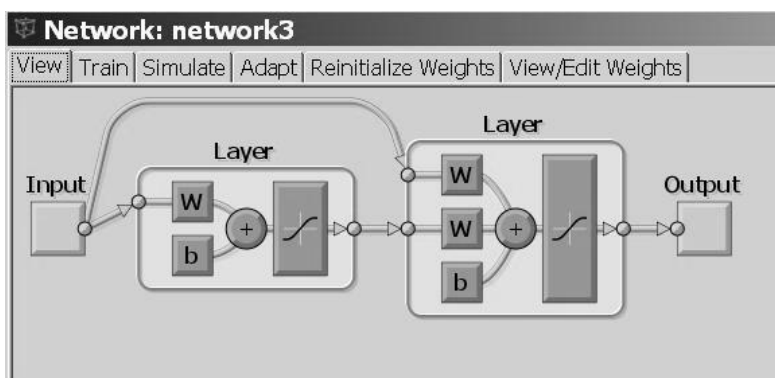 Network: network3
View Train Simulate Adapt Reinitialize Weights View/Edit Weights
Layer
Layer
Input
Output
W
W
W
b
+
+
b